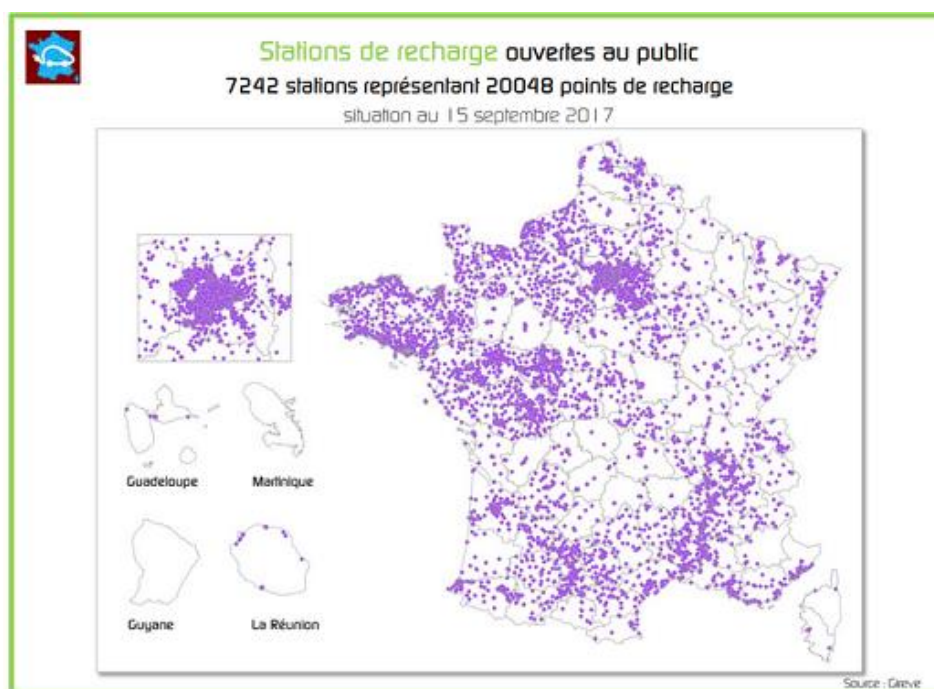 Stations de recharge ouvertes au public
7242 stations représentant 20048 points de recharge
situation au 15 septembre 2017
Guadeloupe
Martinique
Guyane
La Réunion
Source : Gireve